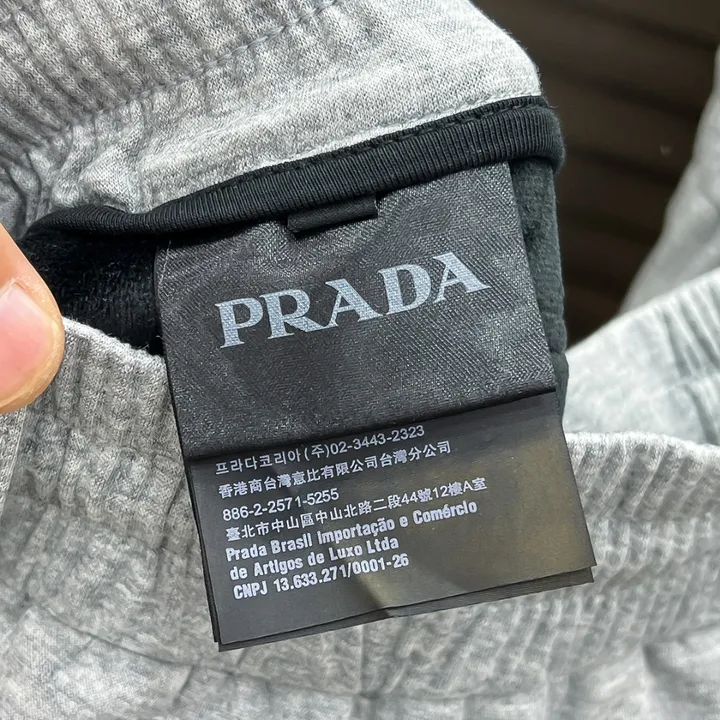 PRADA
프라다코리아(주)02-3443-2323
香港商台灣意比有限公司台灣分公司
886-2-2571-5255
臺北市中山區中山北路二段44號12樓A室
Prada Brasil Importação e Comércio
de Artigos de Luxo Ltda
CNPJ 13.633.271/0001-26